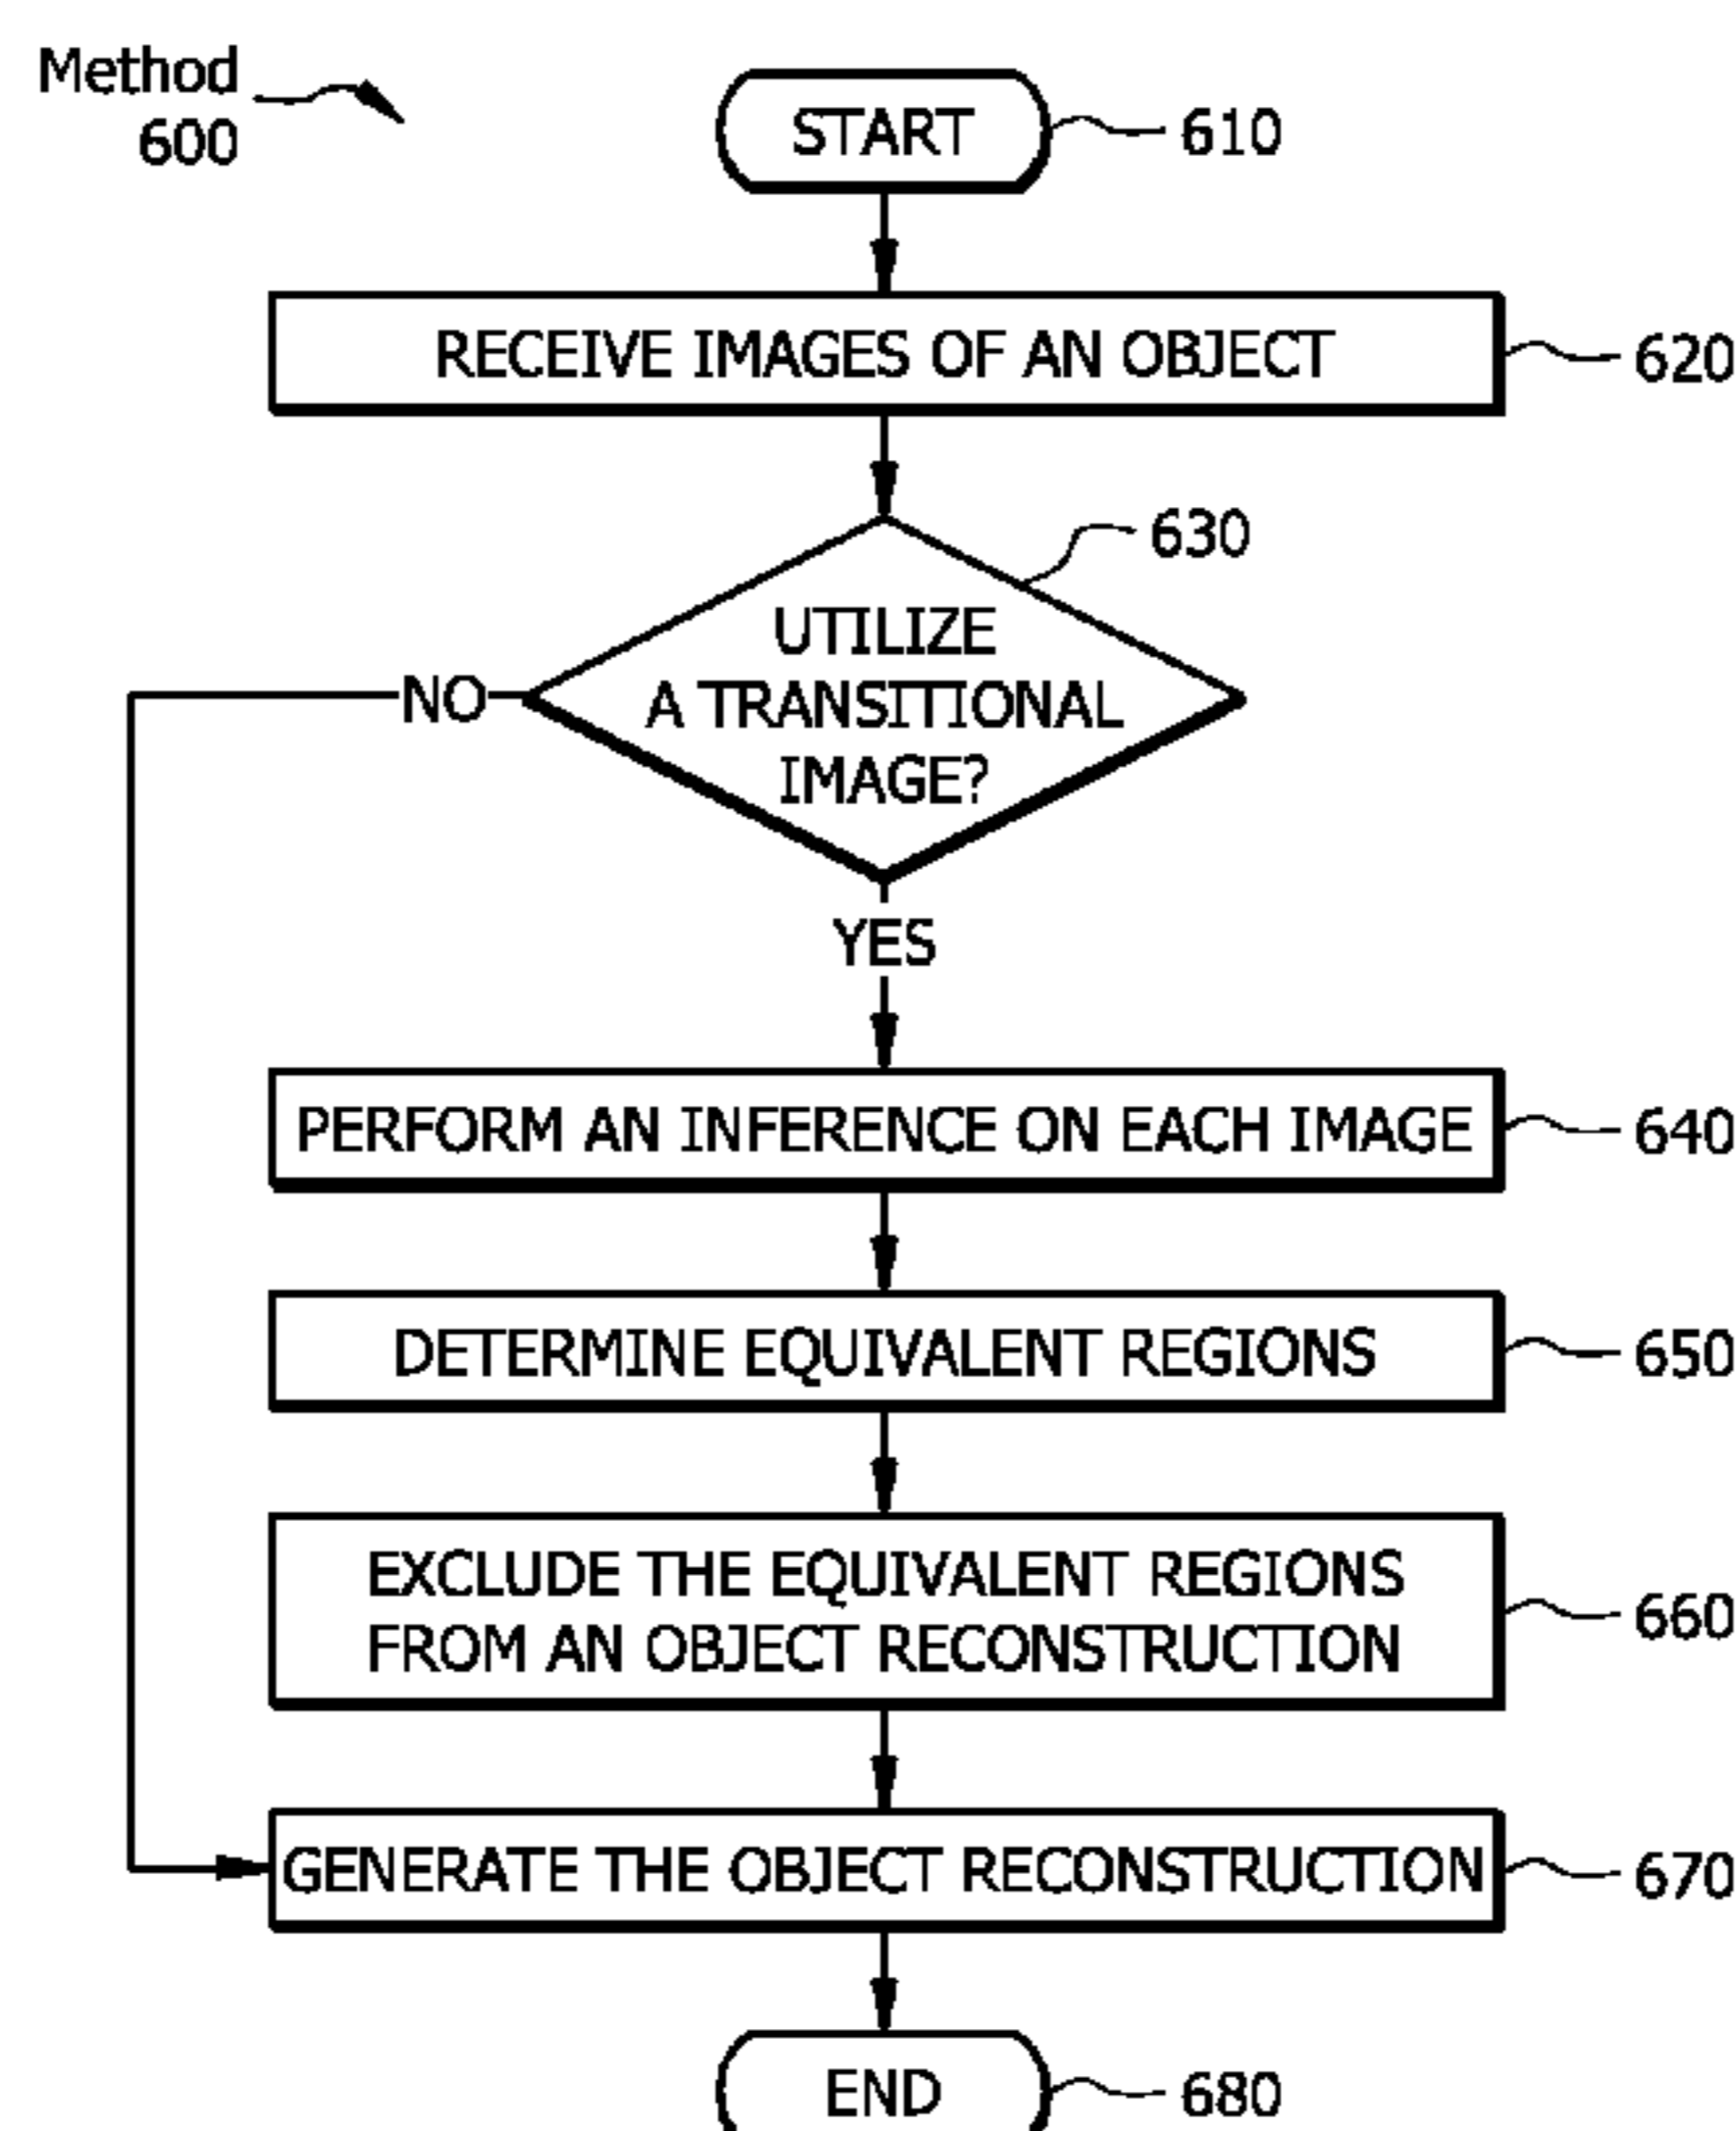 Method
600
START
610
RECEIVE IMAGES OF AN OBJECT
620
630
UTILIZE
A TRANSITIONAL
IMAGE?
NO
YES
PERFORM AN INFERENCE ON EACH IMAGE
640
DETERMINE EQUIVALENT REGIONS
650
EXCLUDE THE EQUIVALENT REGIONS
FROM AN OBJECT RECONSTRUCTION
660
GENERATE THE OBJECT RECONSTRUCTION
670
END
680